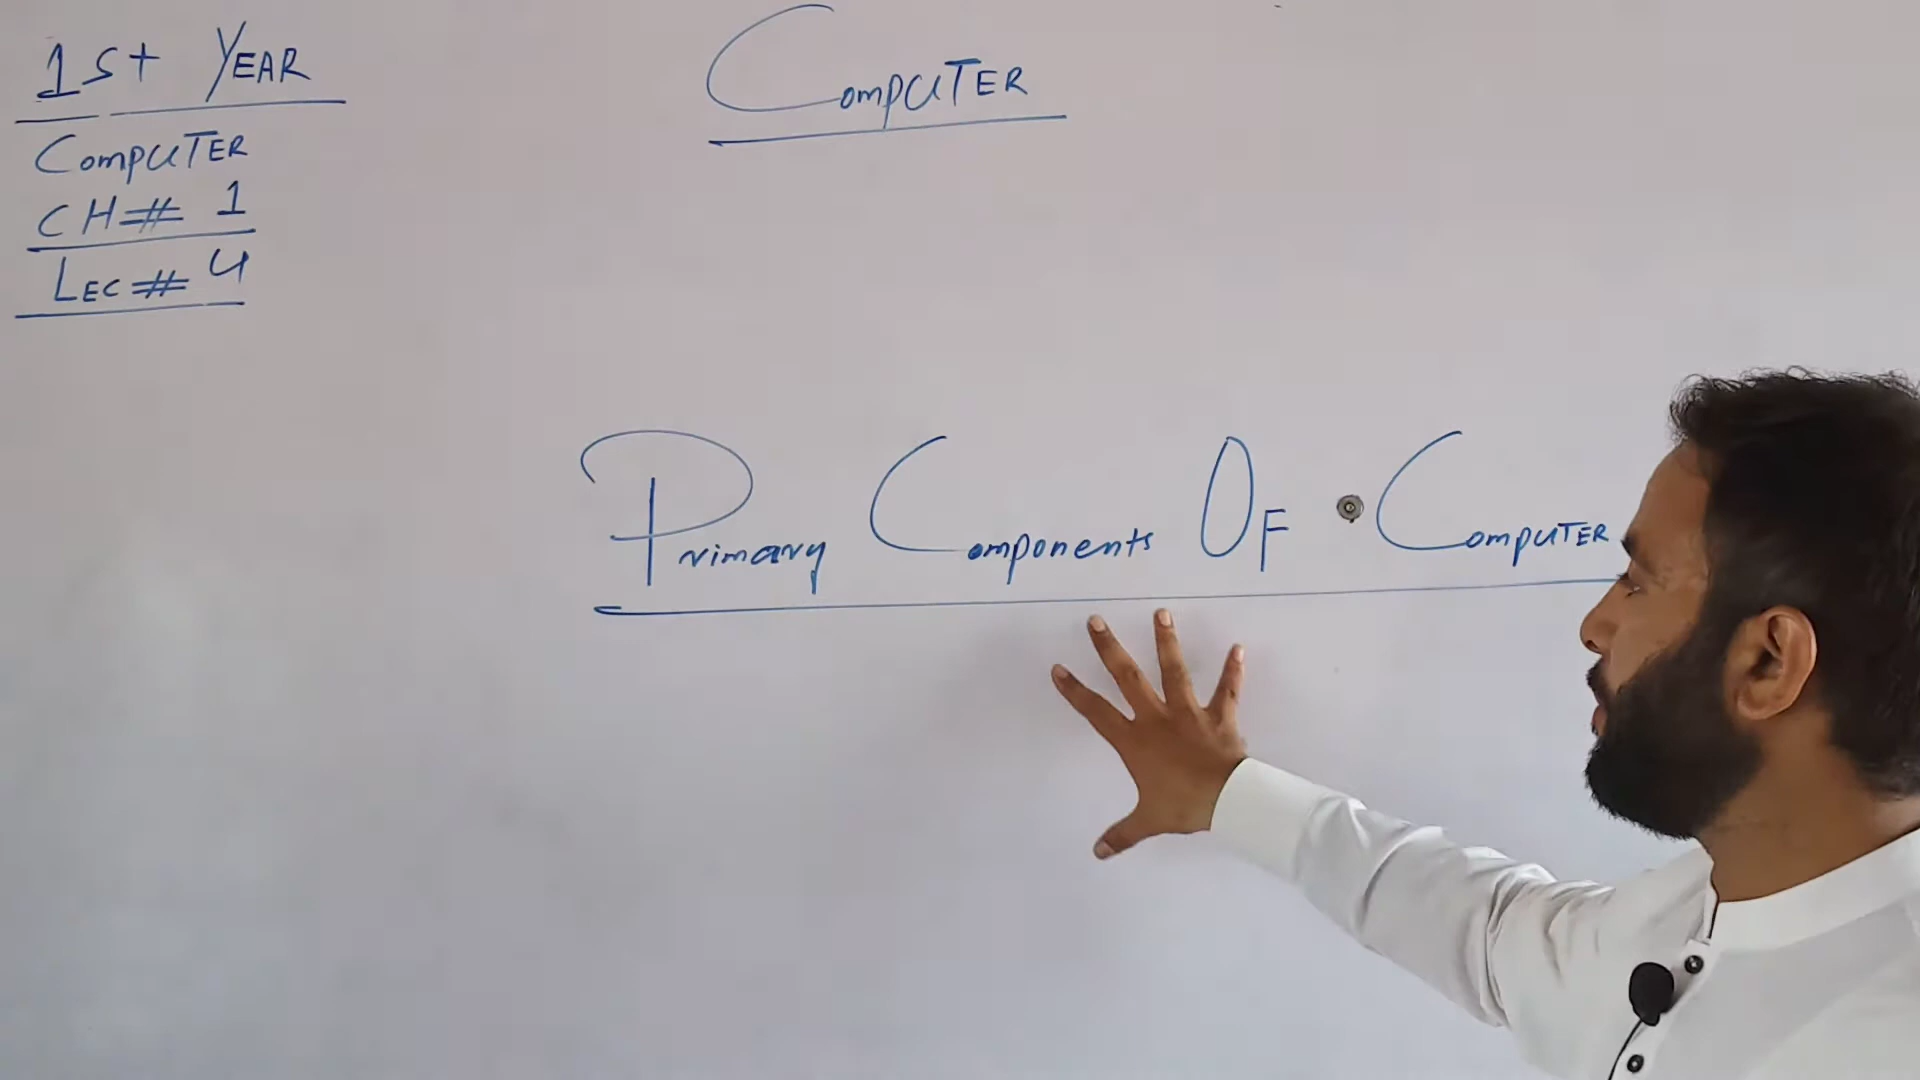 1st YEAR
COMPUTER
CH# 1
LEC# 4
COMPUTER
Primary Components OF COMPUTER